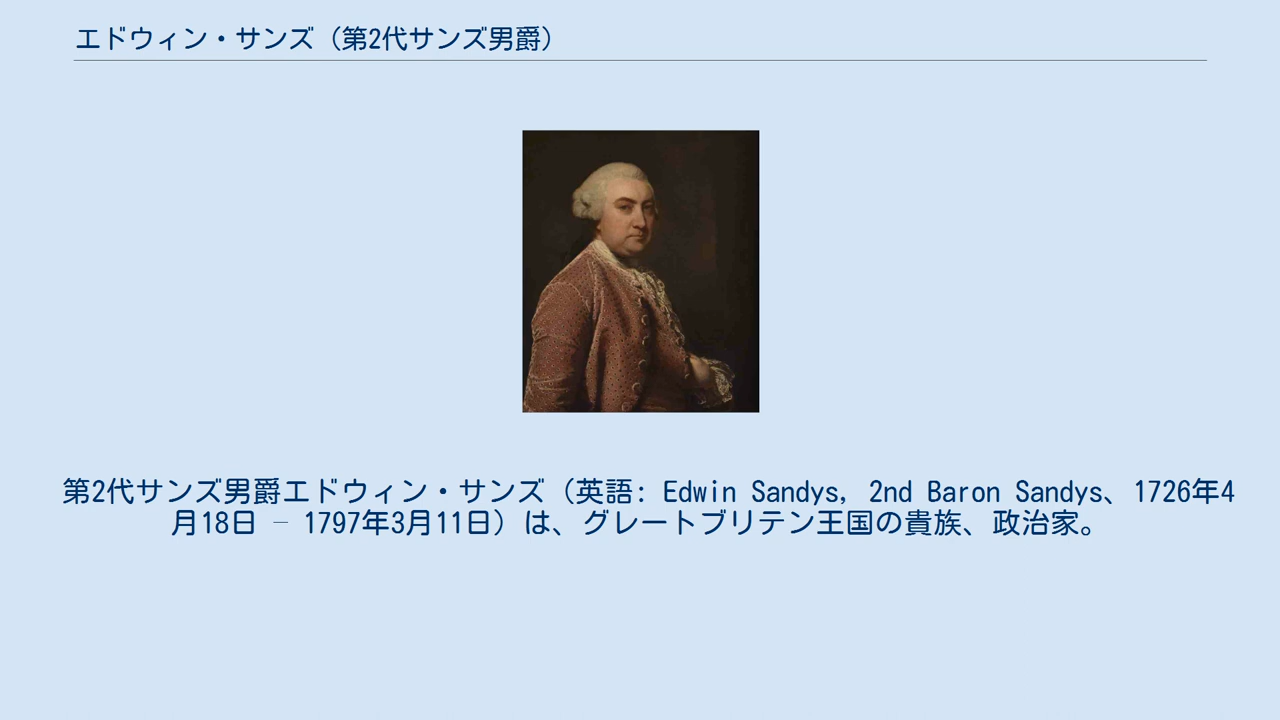 エドウィン・サンズ（第2代サンズ男爵）
第2代サンズ男爵エドウィン・サンズ（英語: Edwin Sandys, 2nd Baron Sandys、1726年4
月18日 – 1797年3月11日）は、グレートブリテン王国の貴族、政治家。